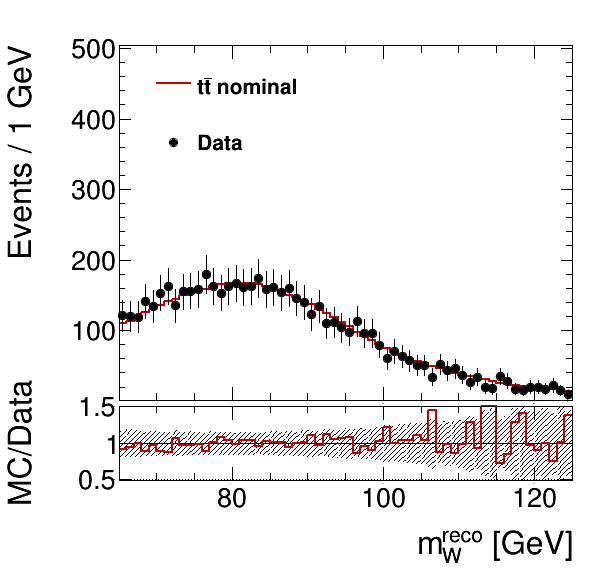 Events / 1 GeV
500
400
300
200
100
tt̄ nominal
Data
MC/Data
1.5
1
0.5
80
100
120
m_W^reco [GeV]